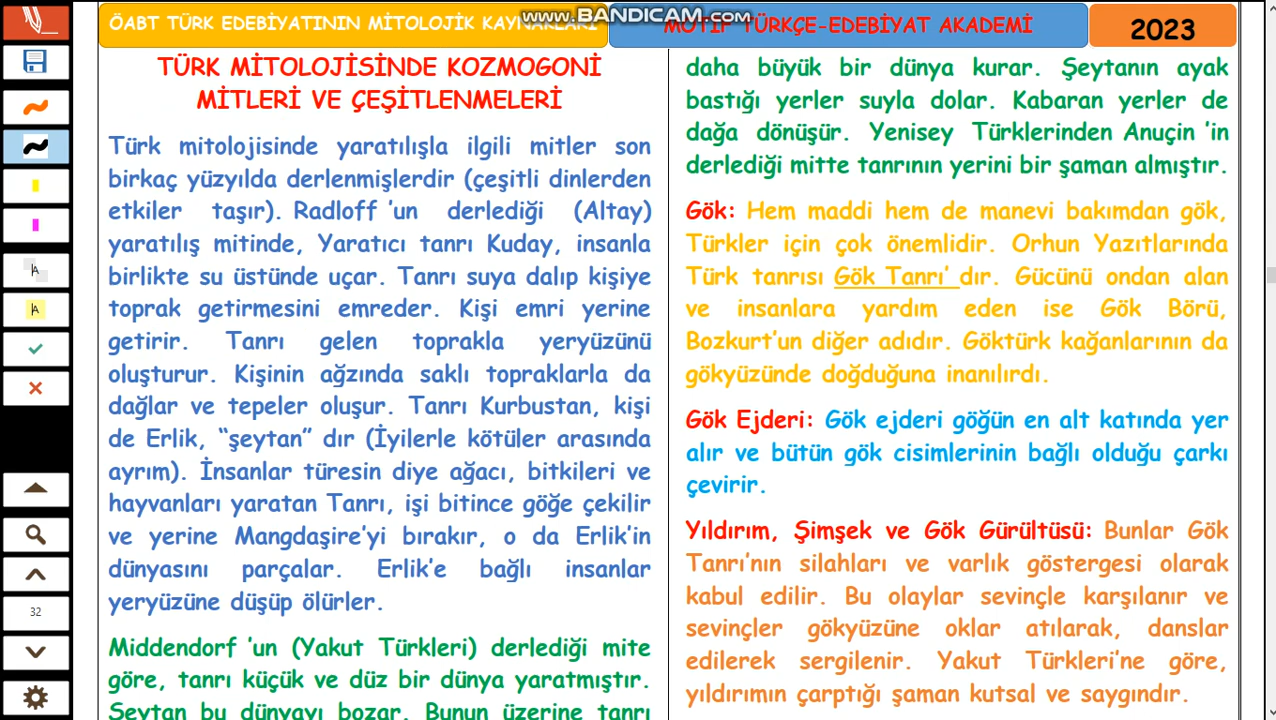 ÖABT TÜRK EDEBİYATININ MİTOLOJİK KAYNAKLARI
www.BANDICAM.com
MOTİF TÜRKÇE-EDEBİYAT AKADEMİ
2023
TÜRK MİTOLOJİSİNDE KOZMOGONİ
MİTLERİ VE ÇEŞİTLENMELERİ
Türk mitolojisinde yaratılışla ilgili mitler son
birkaç yüzyılda derlenmişlerdir (çeşitli dinlerden
etkiler taşır). Radloff 'un derlediği (Altay)
yaratılış mitinde, Yaratıcı tanrı Kuday, insanla
birlikte su üstünde uçar. Tanrı suya dalıp kişiye
toprak getirmesini emreder. Kişi emri yerine
getirir. Tanrı gelen toprakla yeryüzünü
oluşturur. Kişinin ağzında saklı topraklarla da
dağlar ve tepeler oluşur. Tanrı Kurbustan, kişi
de Erlik, “şeytan” dır (İyilerle kötüler arasında
ayrım). İnsanlar türesin diye ağacı, bitkileri ve
hayvanları yaratan Tanrı, işi bitince göğe çekilir
ve yerine Mangdaşire’yi bırakır, o da Erlik’in
dünyasını parçalar. Erlik’e bağlı insanlar
yeryüzüne düşüp ölürler.
Middendorf 'un (Yakut Türkleri) derlediği mite
göre, tanrı küçük ve düz bir dünya yaratmıştır.
Şeytan bu dünyayı bozar. Bunun üzerine tanrı
daha büyük bir dünya kurar. Şeytanın ayak
bastığı yerler suyla dolar. Kabaran yerler de
dağa dönüşür. Yenisey Türklerinden Anuçin 'in
derlediği mitte tanrının yerini bir şaman almıştır.
Gök: Hem maddi hem de manevi bakımdan gök,
Türkler için çok önemlidir. Orhun Yazıtlarında
Türk tanrısı Gök Tanrı’ dır. Gücünü ondan alan
ve insanlara yardım eden ise Gök Börü,
Bozkurt’un diğer adıdır. Göktürk kağanlarının da
gökyüzünde doğduğuna inanılırdı.
Gök Ejderi: Gök ejderi göğün en alt katında yer
alır ve bütün gök cisimlerinin bağlı olduğu çarkı
çevirir.
Yıldırım, Şimşek ve Gök Gürültüsü: Bunlar Gök
Tanrı’nın silahları ve varlık göstergesi olarak
kabul edilir. Bu olaylar sevinçle karşılanır ve
sevinçler gökyüzüne oklar atılarak, danslar
edilerek sergilenir. Yakut Türkleri’ne göre,
yıldırımın çarptığı şaman kutsal ve saygındır.
A
A
32